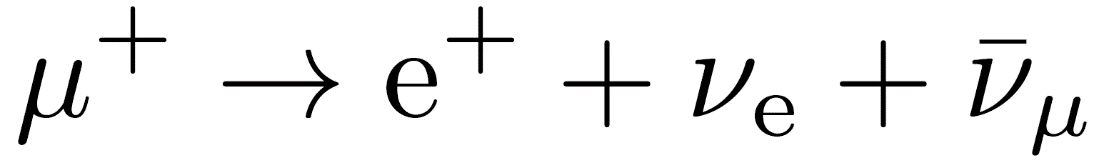 μ⁺ → e⁺ + νₑ + ν̄_μ